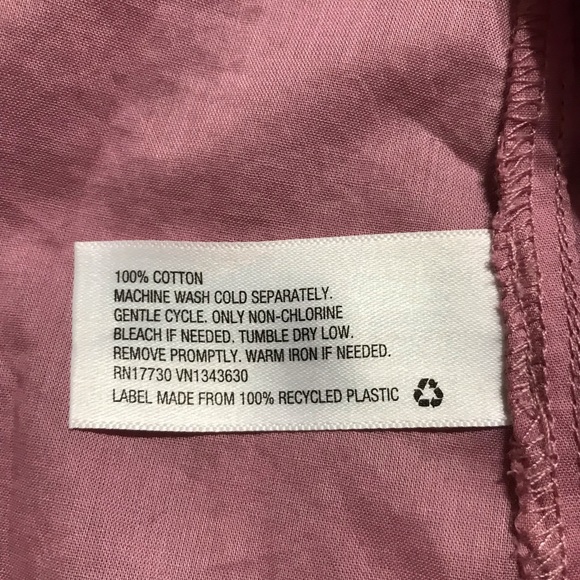 100% COTTON
MACHINE WASH COLD SEPARATELY.
GENTLE CYCLE. ONLY NON-CHLORINE
BLEACH IF NEEDED. TUMBLE DRY LOW.
REMOVE PROMPTLY. WARM IRON IF NEEDED.
RN17730 VN1343630
LABEL MADE FROM 100% RECYCLED PLASTIC